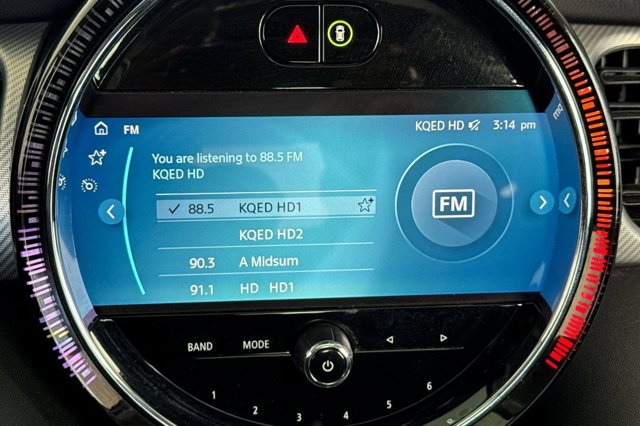 FM
KQED HD
3:14 pm
You are listening to 88.5 FM
KQED HD
88.5 KQED HD1
KQED HD2
90.3 A Midsum
91.1 HD HD1
FM
BAND MODE
1 2 3 4 5 6